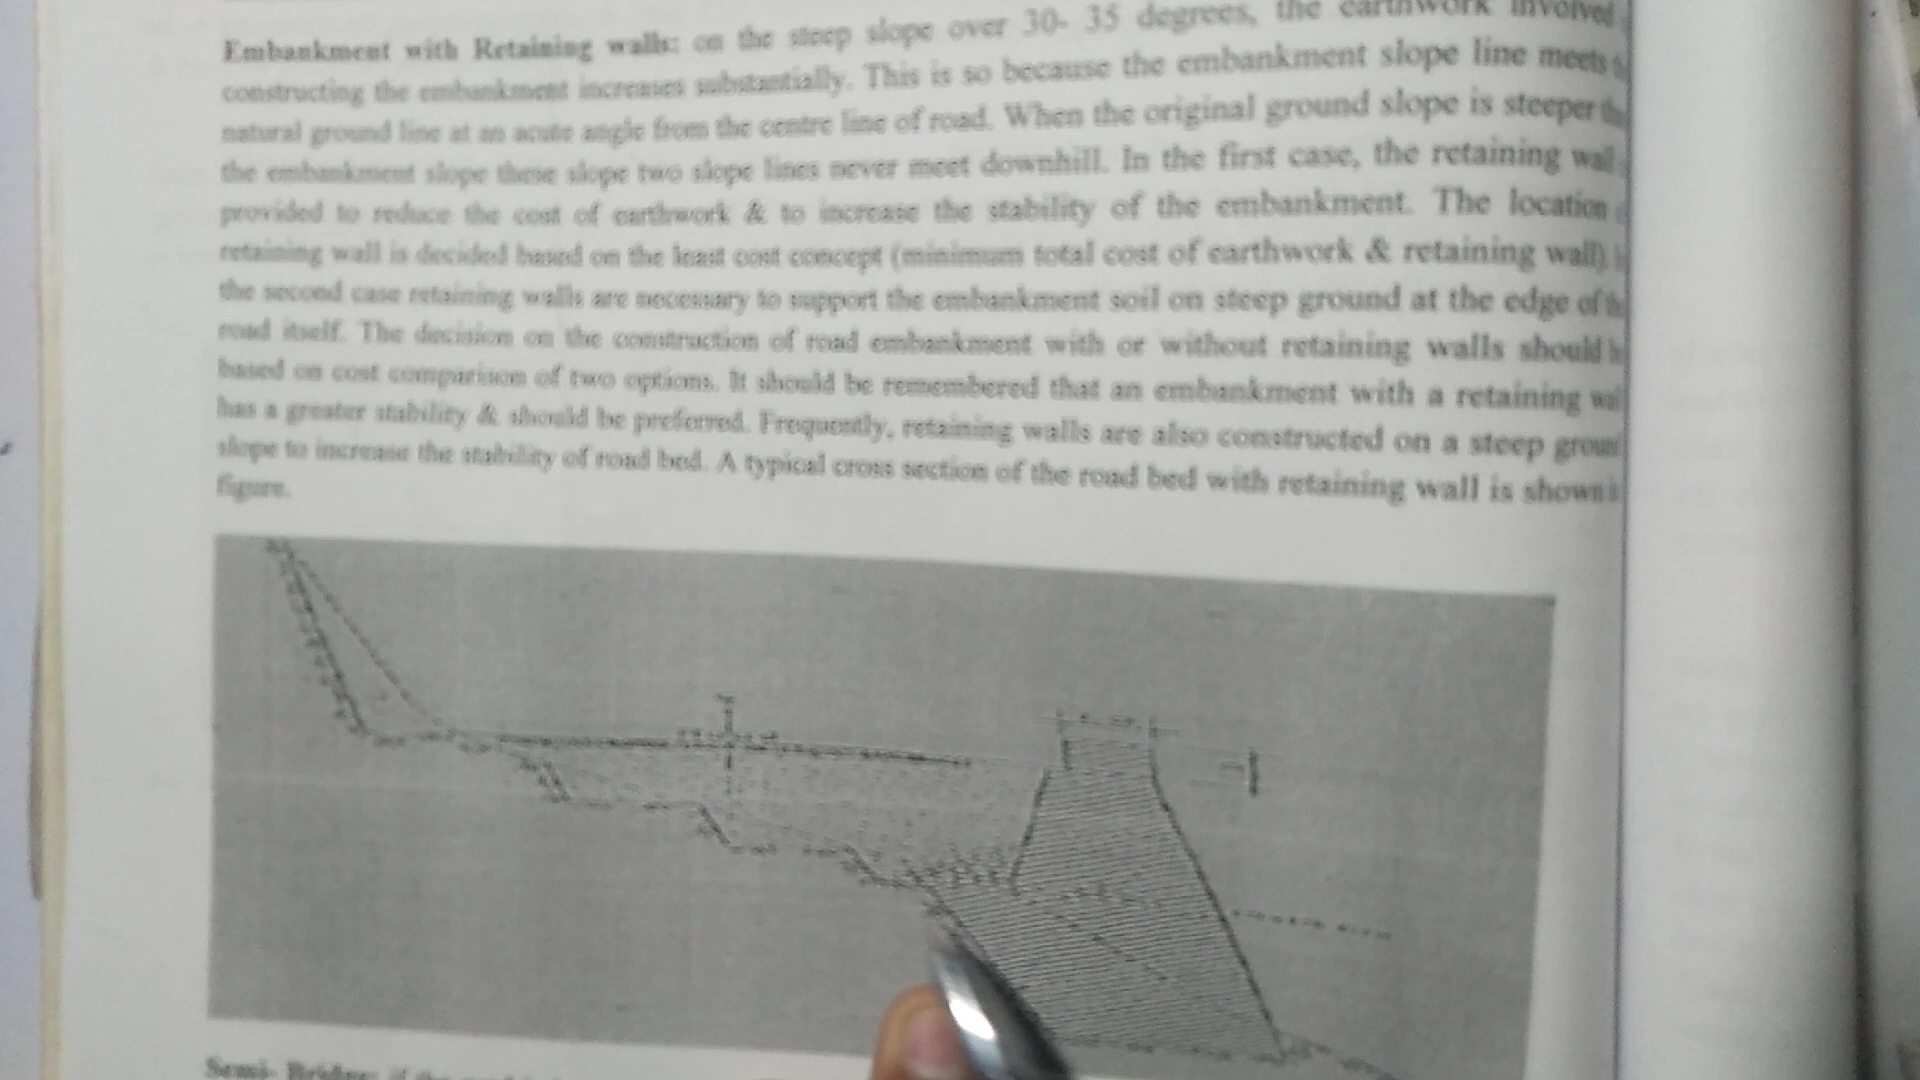 Embankment with Retaining walls: on the steep slope over 30- 35 degrees, the earthwork involved
constructing the embankment increases substantially. This is so because the embankment slope line meets
natural ground line at an acute angle from the centre line of road. When the original ground slope is steeper
the embankment slope these slope two slope lines never meet downhill. In the first case, the retaining wall
provided to reduce the cost of earthwork & to increase the stability of the embankment. The location
retaining wall is decided based on the least cost concept (minimum total cost of earthwork & retaining wall)
the second case retaining walls are necessary to support the embankment soil on steep ground at the edge of
road itself. The decision on the construction of road embankment with or without retaining walls should
based on cost comparison of two options. It should be remembered that an embankment with a retaining
has a greater stability & should be preferred. Frequently, retaining walls are also constructed on a steep
slope to increase the stability of road bed. A typical cross section of the road bed with retaining wall is shown
figure.
Semi- Bridge: if the